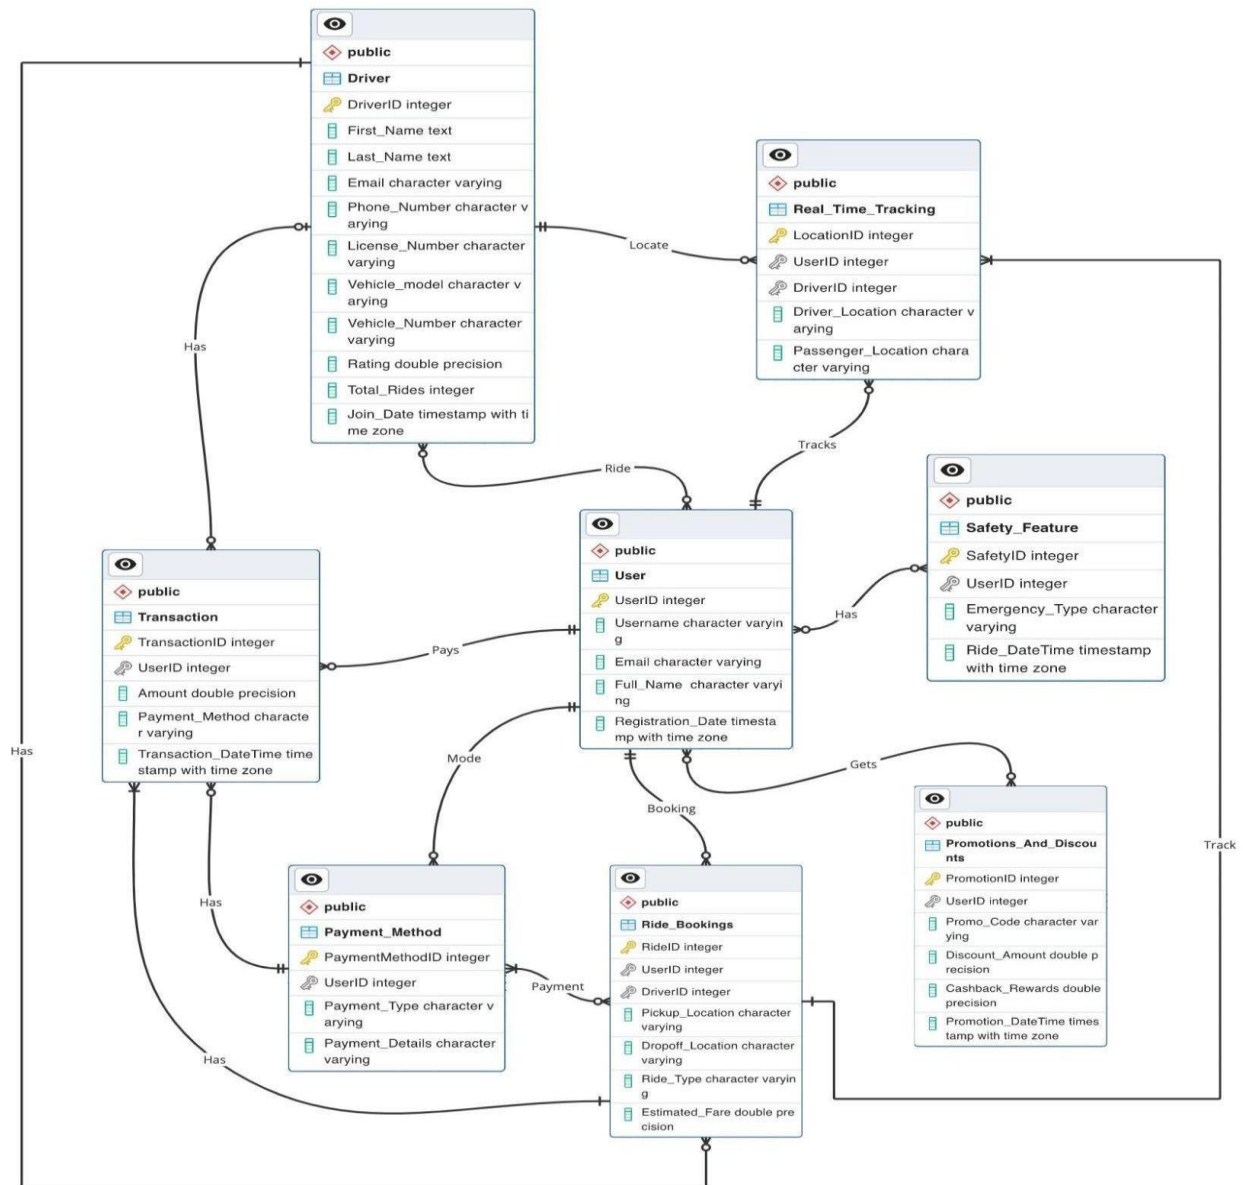 public
Driver
DriverID integer
First_Name text
Last_Name text
Email character varying
Phone_Number character v
arying
License_Number character
varying
Vehicle_model character v
arying
Vehicle_Number character
varying
Rating double precision
Total_Rides integer
Join_Date timestamp with ti
me zone
public
Real_Time_Tracking
LocationID integer
UserID integer
DriverID integer
Driver_Location character v
arying
Passenger_Location chara
cter varying
Locate
Has
Tracks
Ride
public
Safety_Feature
SafetyID integer
UserID integer
Emergency_Type character
varying
Ride_DateTime timestamp
with time zone
public
User
UserID integer
Username character varyin
g
Email character varying
Full_Name  character varyi
ng
Registration_Date timesta
mp with time zone
Has
public
Transaction
TransactionID integer
UserID integer
Amount double precision
Payment_Method characte
r varying
Transaction_DateTime time
stamp with time zone
Pays
Has
Mode
Gets
Booking
Track
public
Promotions_And_Discou
nts
PromotionID integer
UserID integer
Promo_Code character var
ying
Discount_Amount double p
recision
Cashback_Rewards double
precision
Promotion_DateTime times
tamp with time zone
Has
public
Payment_Method
PaymentMethodID integer
UserID integer
Payment_Type character v
arying
Payment_Details character
varying
Payment
public
Ride_Bookings
RideID integer
UserID integer
DriverID integer
Pickup_Location character
varying
Dropoff_Location character
varying
Ride_Type character varyin
g
Estimated_Fare double pre
cision
Has